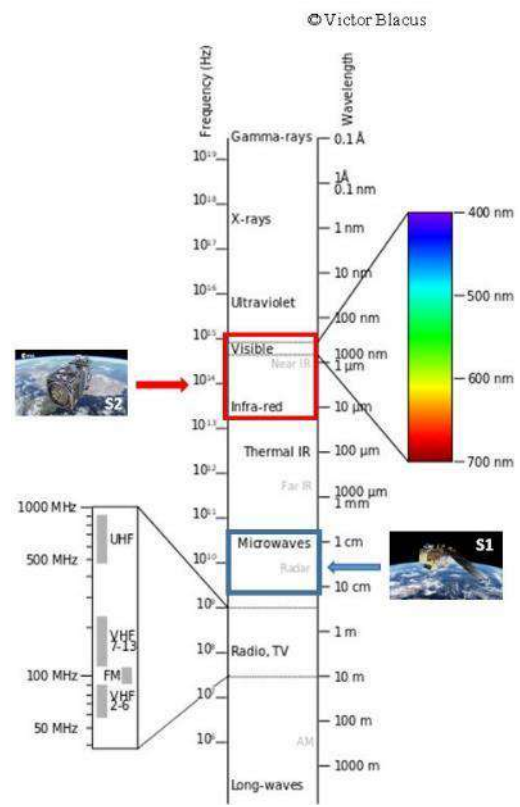 © Victor Blacus
Frequency (Hz)
Wavelength
Gamma-rays
0.1 Å
10¹⁹
1Å
0.1 nm
10¹⁸
X-rays
1 nm
10¹⁷
10 nm
10¹⁶
Ultraviolet
100 nm
10¹⁵
Visible
1000 nm
Near IR
1 µm
10¹⁴
Infra-red
10 µm
10¹³
Thermal IR
100 µm
10¹²
Far IR
1000 µm
1 mm
10¹¹
Microwaves
1 cm
10¹⁰
Radar
10 cm
10⁹
1 m
10⁸
Radio, TV
10 m
10⁷
100 m
10⁶
AM
1000 m
Long-waves
400 nm
500 nm
600 nm
700 nm
S2
S1
1000 MHz
UHF
500 MHz
VHF
7-13
100 MHz
FM
VHF
2-6
50 MHz